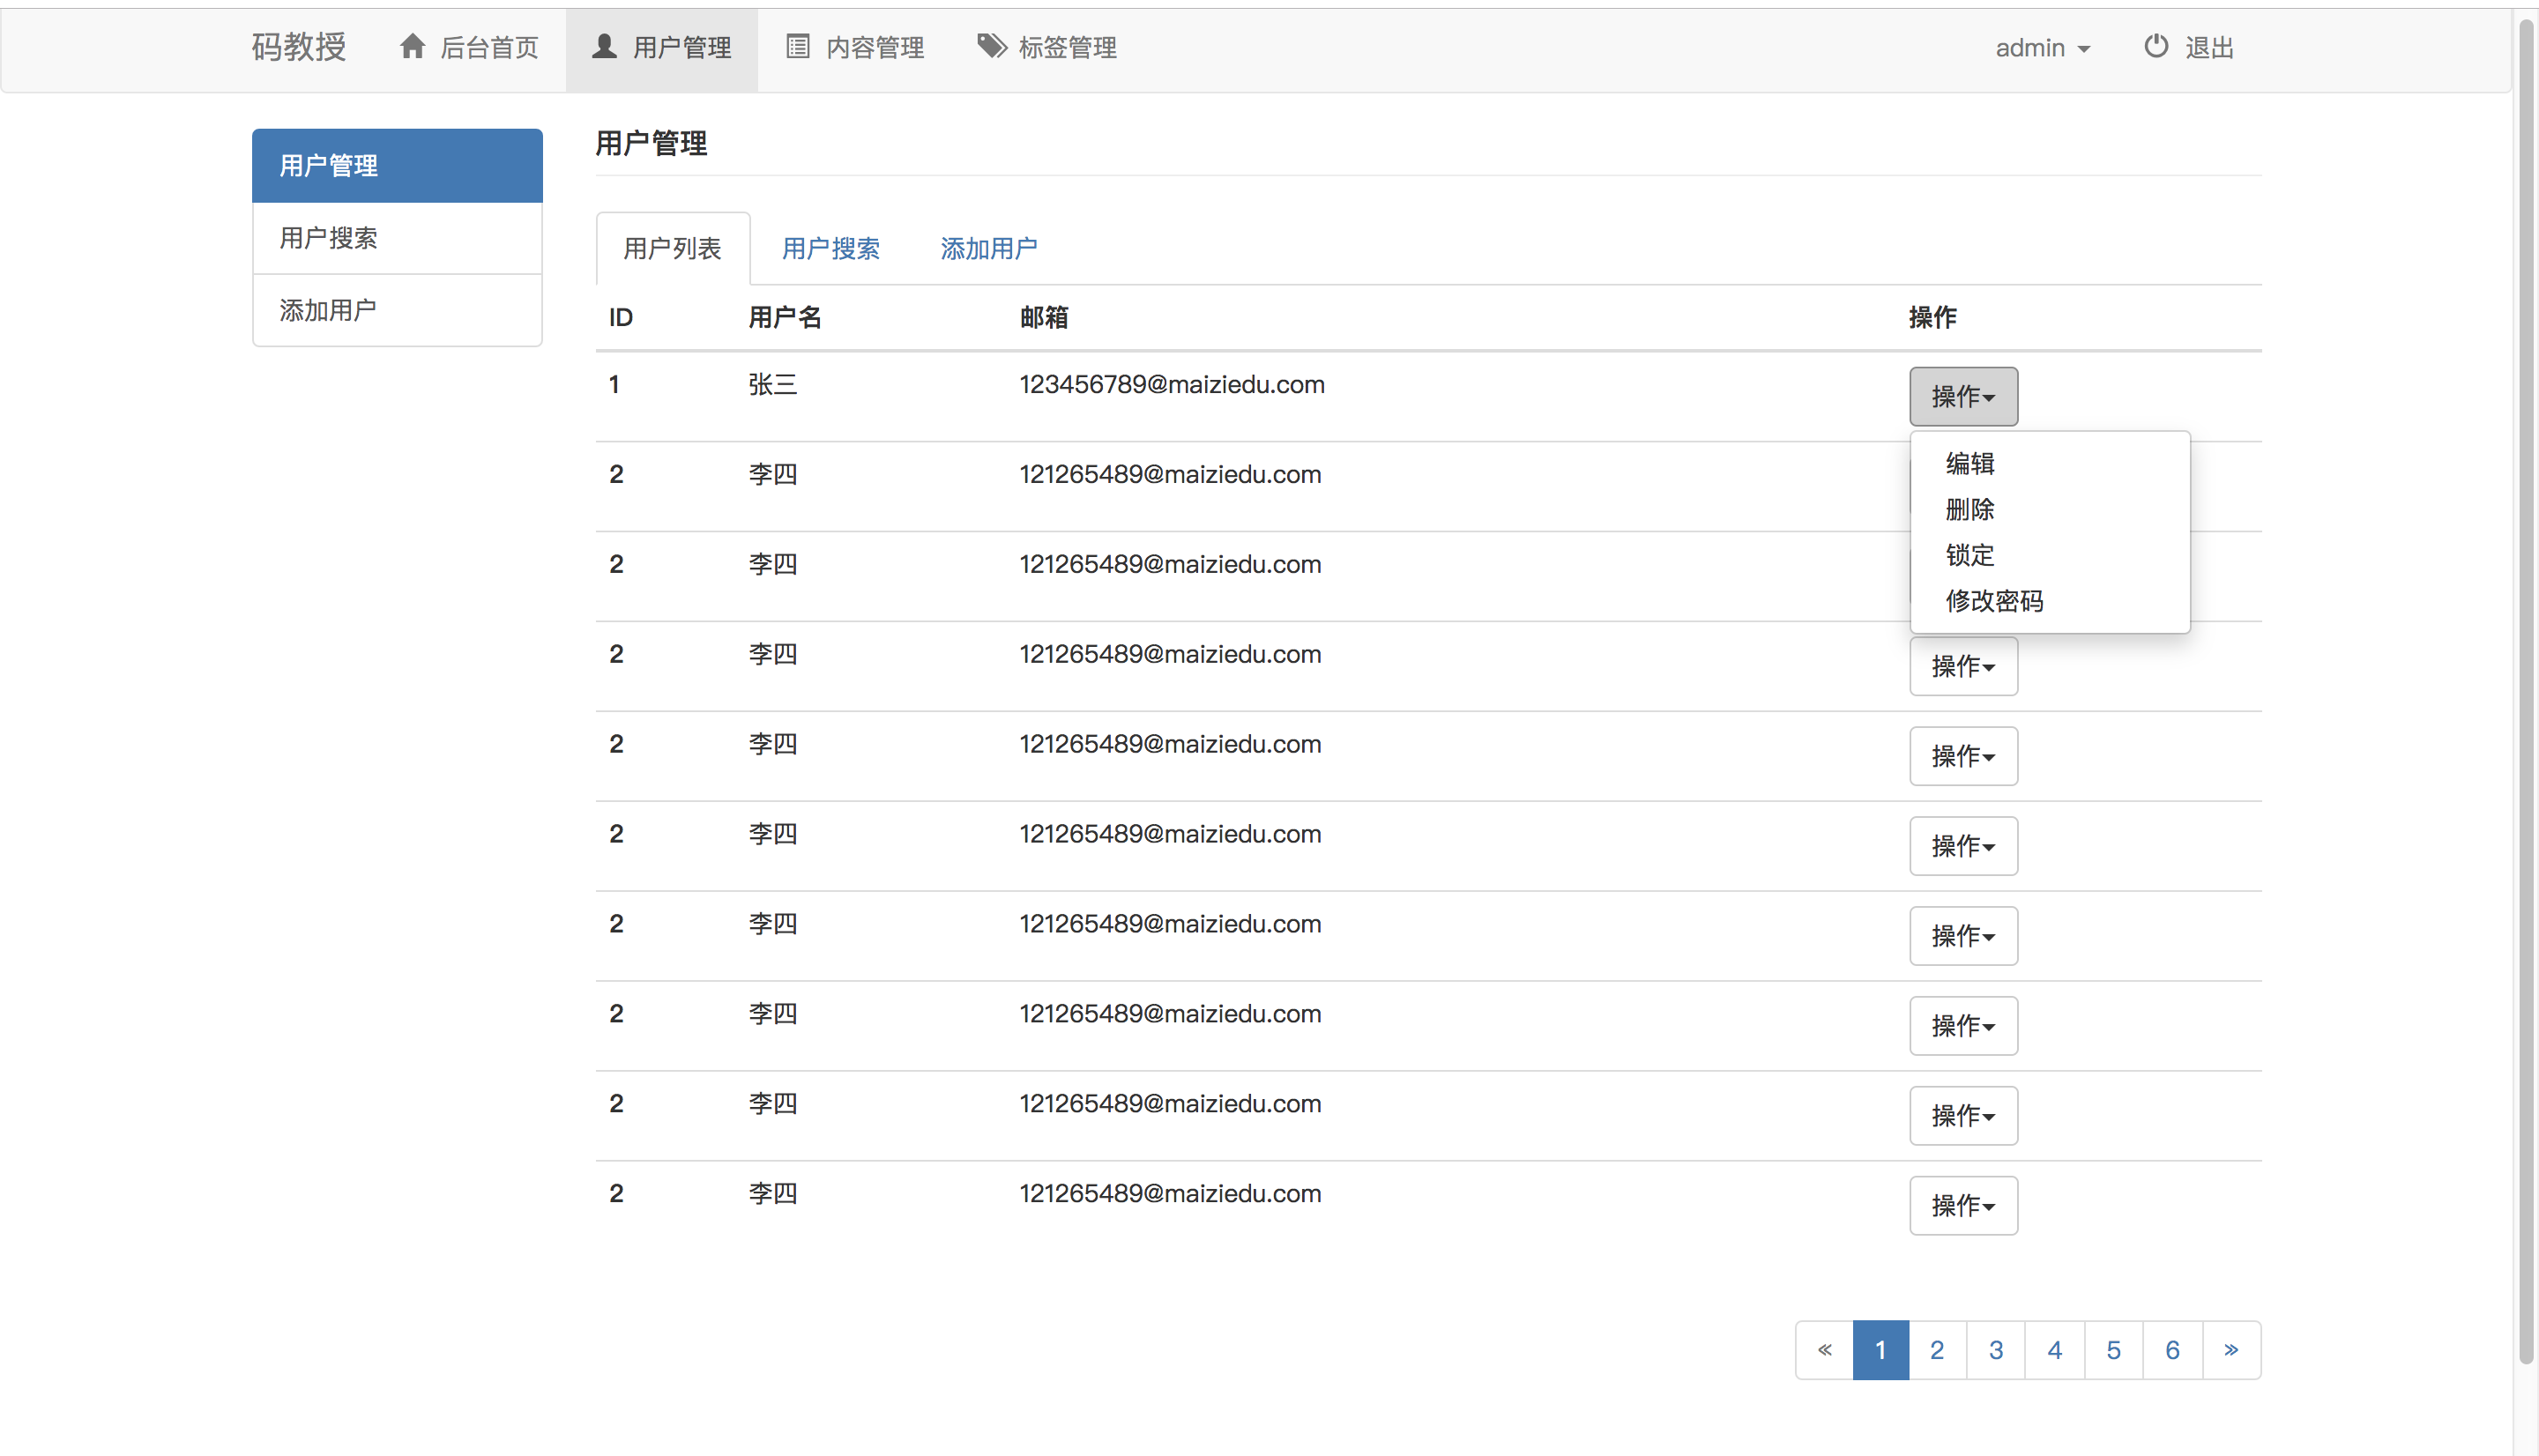 码教授 后台首页 用户管理 内容管理 标签管理 admin 退出
用户管理
用户搜索
添加用户
用户管理
用户列表 用户搜索 添加用户
ID 用户名 邮箱 操作
1 张三 123456789@maiziedu.com 操作
编辑
删除
锁定
修改密码
2 李四 121265489@maiziedu.com
2 李四 121265489@maiziedu.com
2 李四 121265489@maiziedu.com 操作
2 李四 121265489@maiziedu.com 操作
2 李四 121265489@maiziedu.com 操作
2 李四 121265489@maiziedu.com 操作
2 李四 121265489@maiziedu.com 操作
2 李四 121265489@maiziedu.com 操作
2 李四 121265489@maiziedu.com 操作
« 1 2 3 4 5 6 »